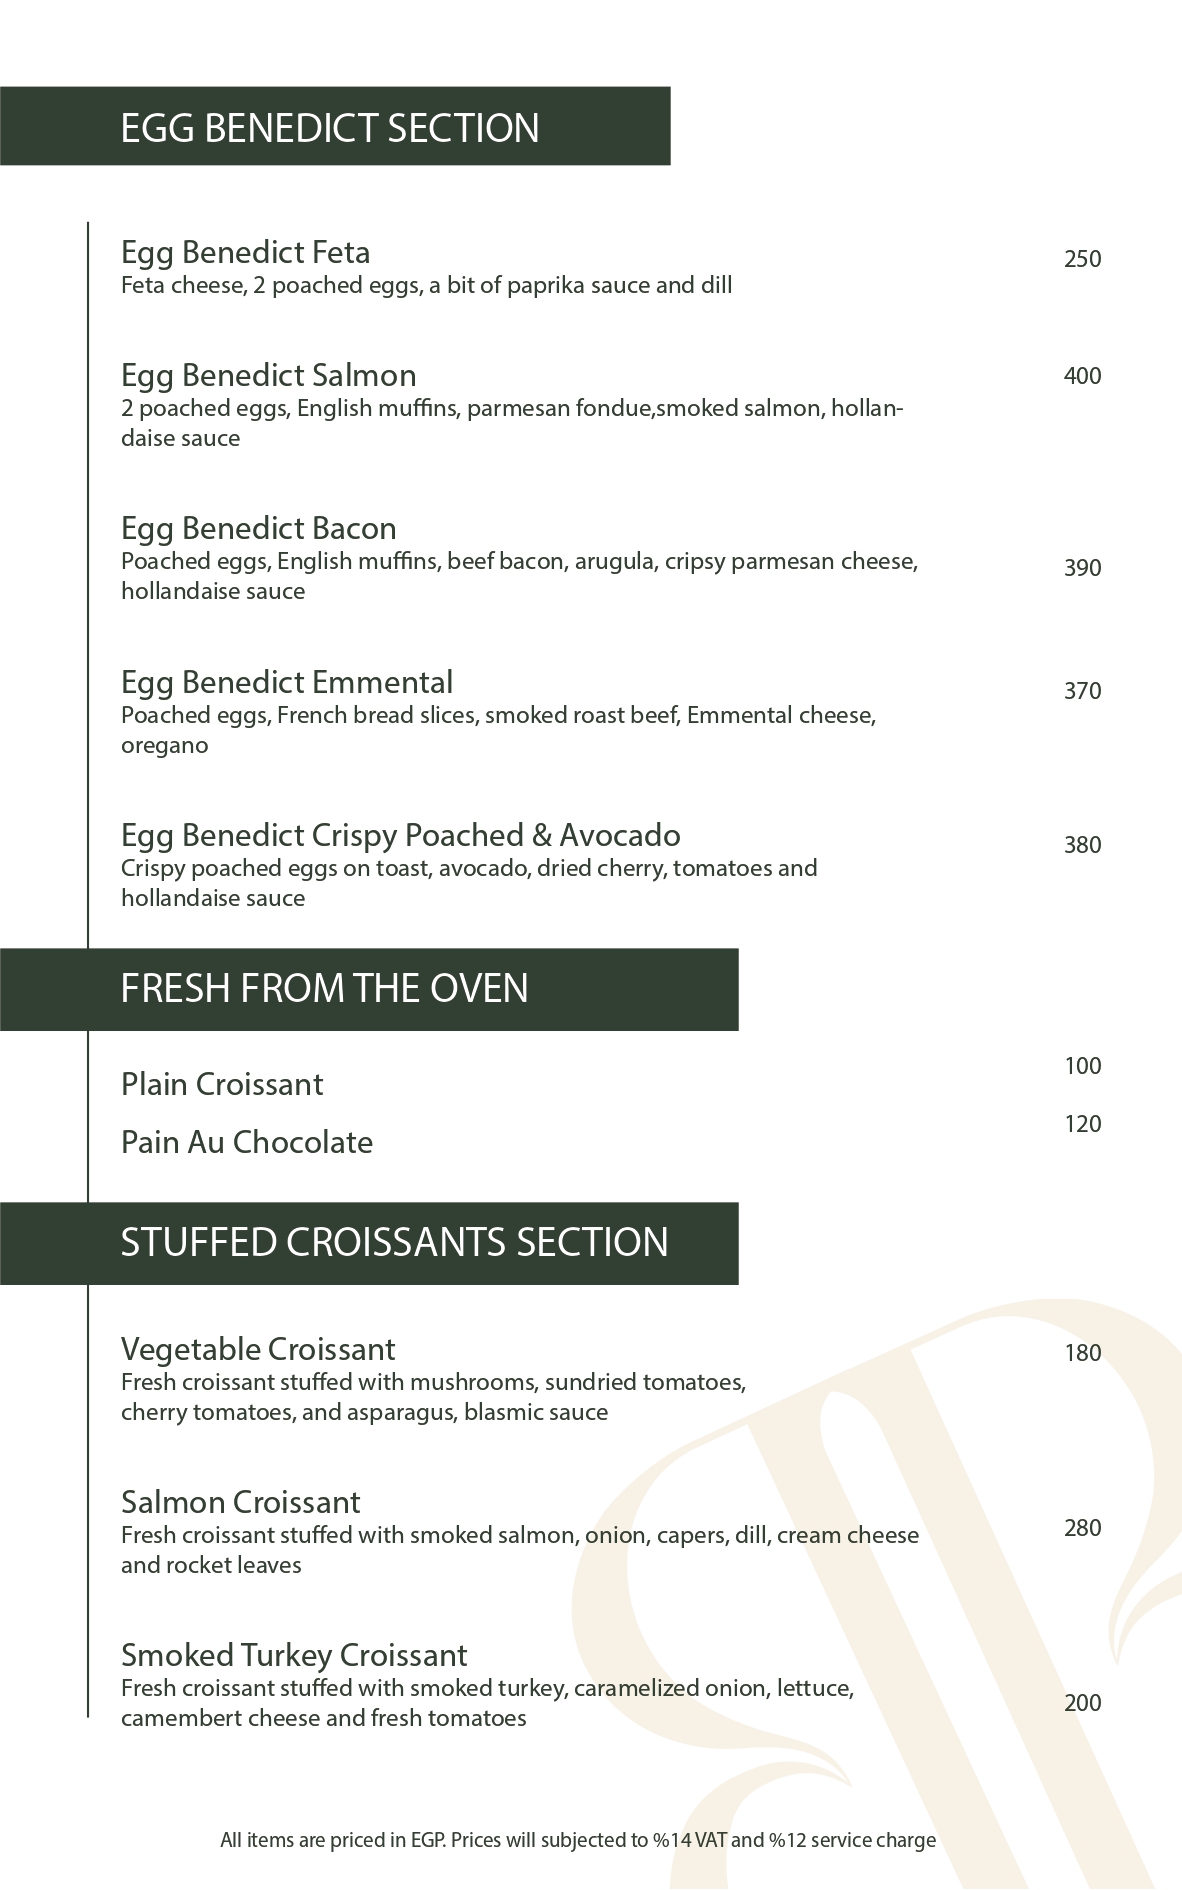 EGG BENEDICT SECTION
Egg Benedict Feta
250
Feta cheese, 2 poached eggs, a bit of paprika sauce and dill
Egg Benedict Salmon
400
2 poached eggs, English muffins, parmesan fondue,smoked salmon, hollan-
daise sauce
Egg Benedict Bacon
Poached eggs, English muffins, beef bacon, arugula, cripsy parmesan cheese,
390
hollandaise sauce
Egg Benedict Emmental
370
Poached eggs, French bread slices, smoked roast beef, Emmental cheese,
oregano
Egg Benedict Crispy Poached & Avocado
380
Crispy poached eggs on toast, avocado, dried cherry, tomatoes and
hollandaise sauce
FRESH FROM THE OVEN
Plain Croissant
100
Pain Au Chocolate
120
STUFFED CROISSANTS SECTION
Vegetable Croissant
180
Fresh croissant stuffed with mushrooms, sundried tomatoes,
cherry tomatoes, and asparagus, blasmic sauce
Salmon Croissant
Fresh croissant stuffed with smoked salmon, onion, capers, dill, cream cheese
280
and rocket leaves
Smoked Turkey Croissant
Fresh croissant stuffed with smoked turkey, caramelized onion, lettuce,
200
camembert cheese and fresh tomatoes
All items are priced in EGP. Prices will subjected to %14 VAT and %12 service charge